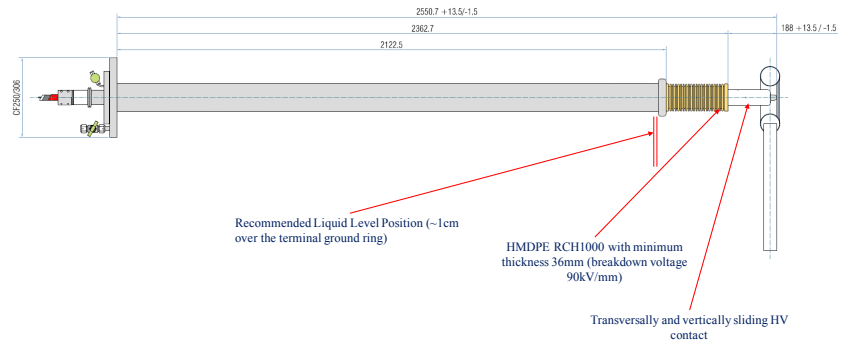 2550.7 +13.5/-1.5
2362.7
188 +13.5 / -1.5
2122.5
CF250/306
Recommended Liquid Level Position (~1cm
over the terminal ground ring)
HMDPE RCH1000 with minimum
thickness 36mm (breakdown voltage
90kV/mm)
Transversally and vertically sliding HV
contact